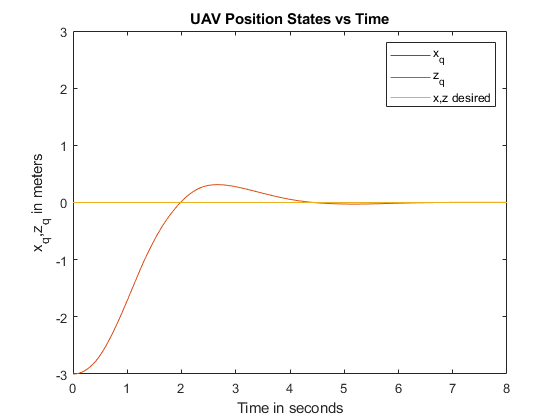 UAV Position States vs Time
3
2
1
0
-1
-2
-3
x_q,z_q in meters
x_q
z_q
x,z desired
0 1 2 3 4 5 6 7 8
Time in seconds